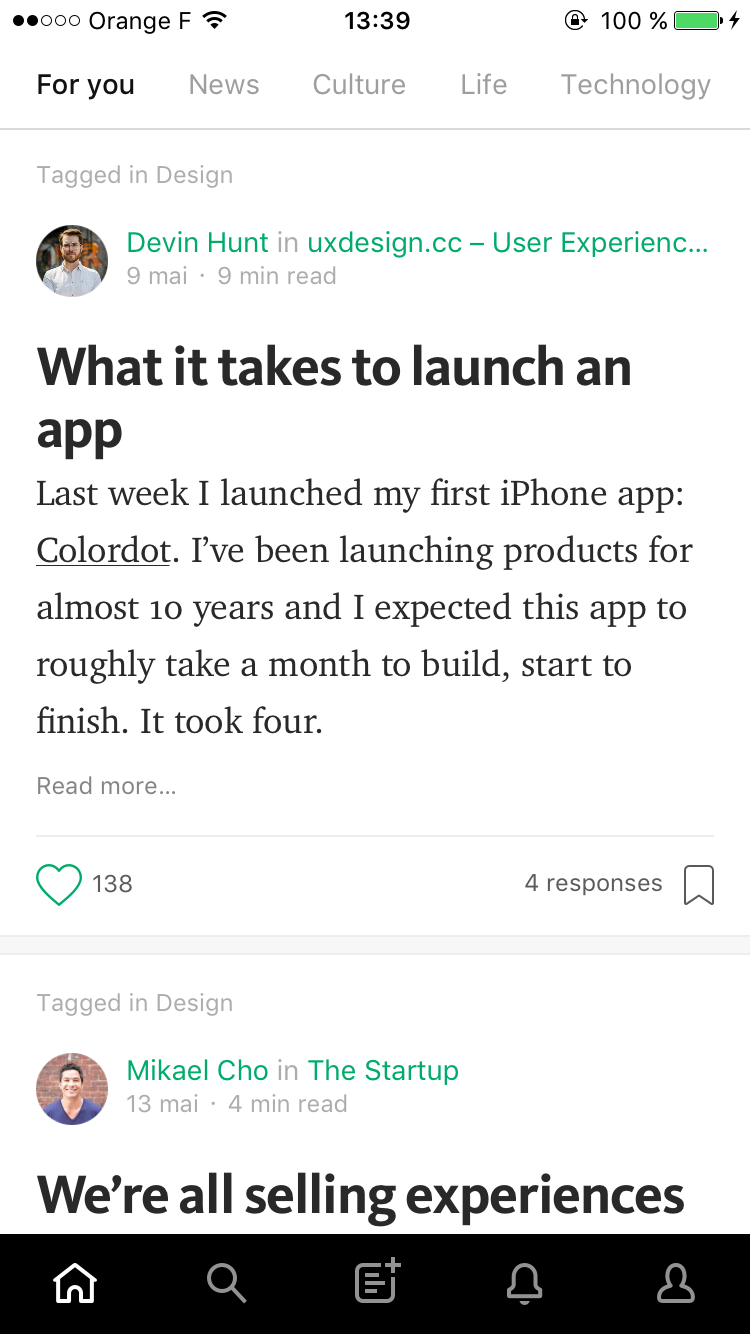 Orange F 13:39 100 %
For you News Culture Life Technology
Tagged in Design
Devin Hunt in uxdesign.cc – User Experienc...
9 mai · 9 min read
What it takes to launch an
app
Last week I launched my first iPhone app:
Colordot. I’ve been launching products for
almost 10 years and I expected this app to
roughly take a month to build, start to
finish. It took four.
Read more...
138 4 responses
Tagged in Design
Mikael Cho in The Startup
13 mai · 4 min read
We’re all selling experiences